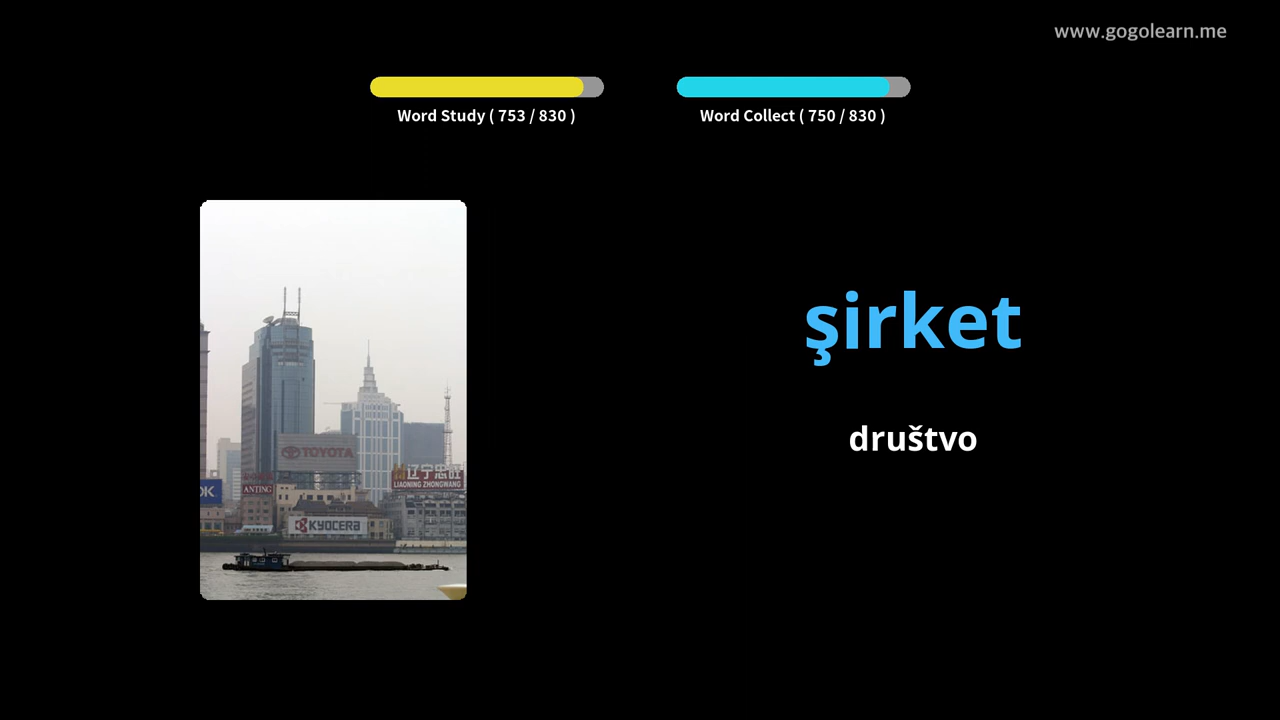 www.gogolearn.me
Word Study ( 753 / 830 )
Word Collect ( 750 / 830 )
şirket
društvo
TOYOTA
辽宁忠旺
LIAONING ZHONGWANG
ANTING
KYOCERA